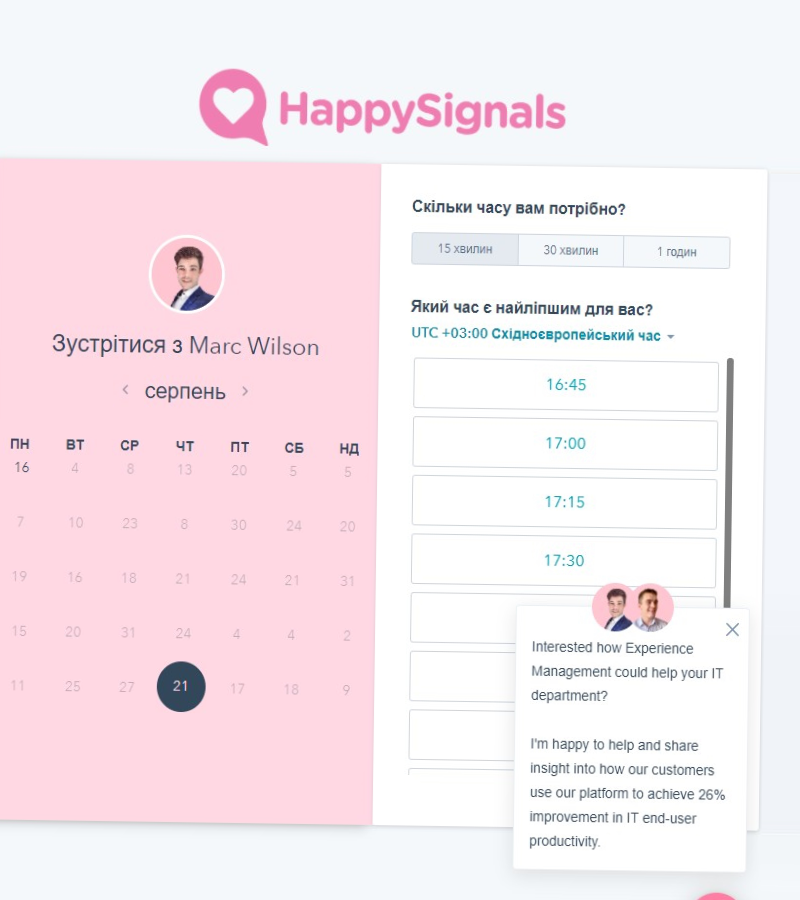 HappySignals
Зустрітися з Marc Wilson
серпень
ПН ВТ СР ЧТ ПТ СБ НД
16 4 8 13 20 5 5
7 10 23 8 30 24 20
19 16 18 21 24 21 31
15 20 31 24 4 4 2
11 25 27 21 17 18 9
Скільки часу вам потрібно?
15 хвилин 30 хвилин 1 годин
Який час є найліпшим для вас?
UTC +03:00 Східноєвропейський час
16:45
17:00
17:15
17:30
Interested how Experience
Management could help your IT
department?
I'm happy to help and share
insight into how our customers
use our platform to achieve 26%
improvement in IT end-user
productivity.